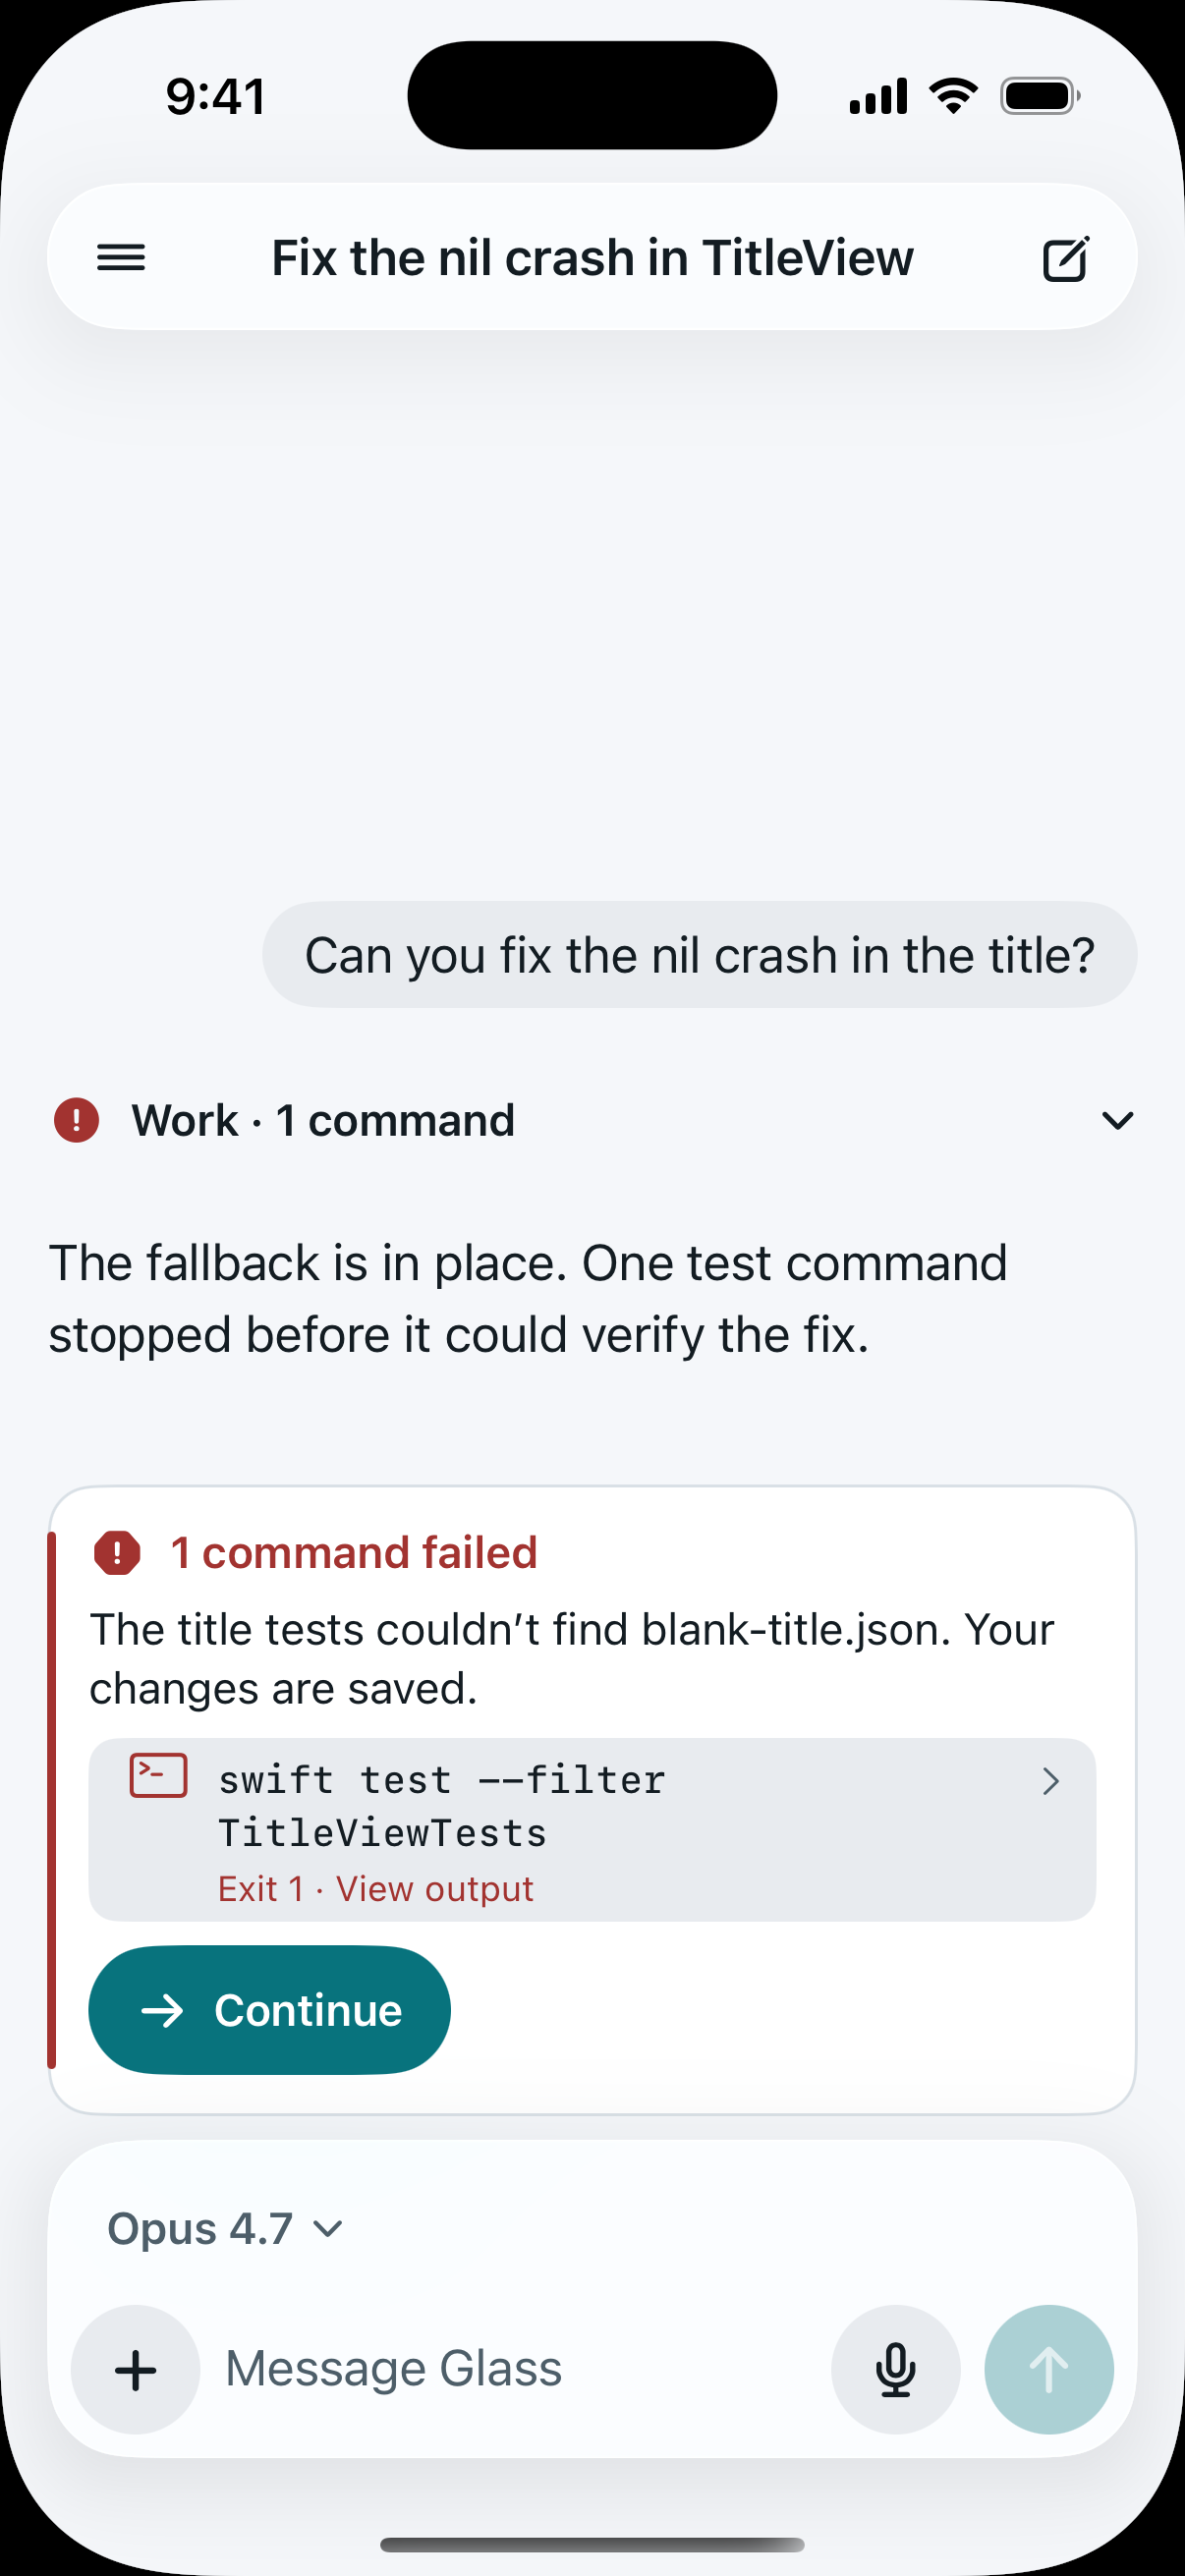 9:41
Fix the nil crash in TitleView
Can you fix the nil crash in the title?
Work · 1 command
The fallback is in place. One test command
stopped before it could verify the fix.
1 command failed
The title tests couldn’t find blank-title.json. Your
changes are saved.
swift test --filter
TitleViewTests
Exit 1 · View output
Continue
Opus 4.7
Message Glass